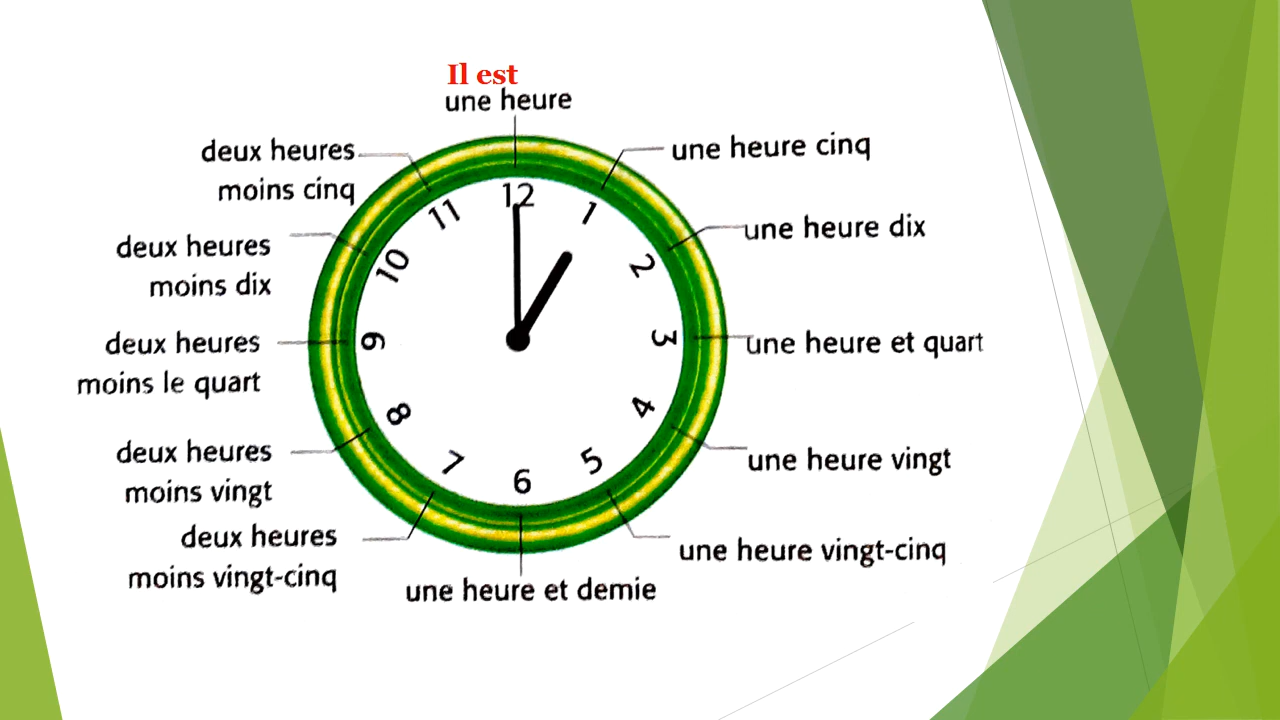 Il est
une heure
une heure cinq
une heure dix
une heure et quart
une heure vingt
une heure vingt-cinq
une heure et demie
deux heures
moins vingt-cinq
deux heures
moins vingt
deux heures
moins le quart
deux heures
moins dix
deux heures
moins cinq
12
1
2
3
4
5
6
7
8
9
10
11